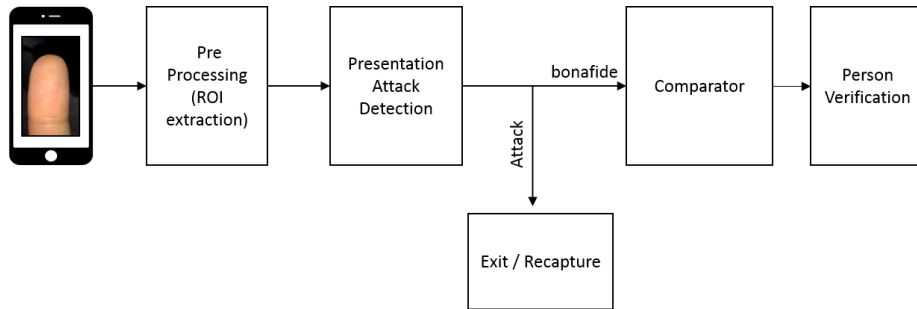 Pre
Processing
(ROI
extraction)
Presentation
Attack
Detection
bonafide
Attack
Comparator
Person
Verification
Exit / Recapture